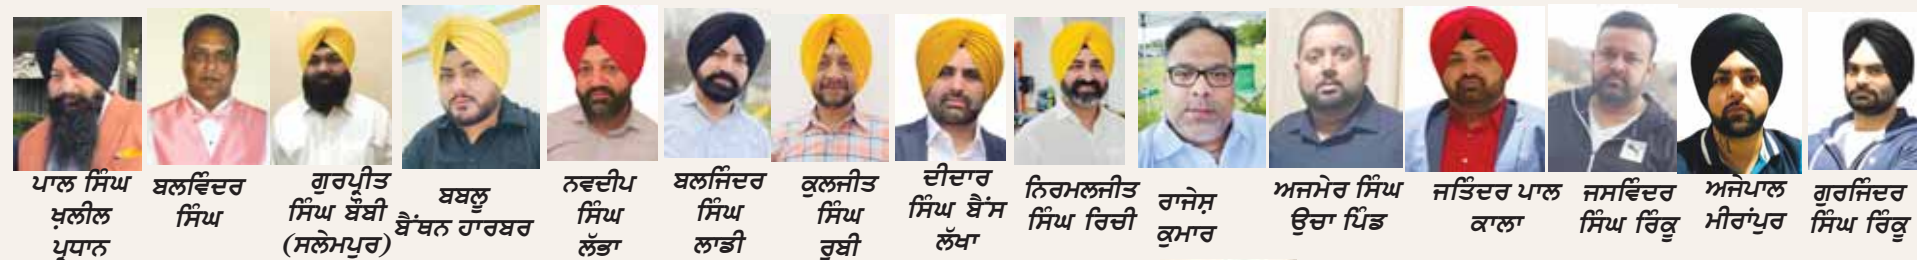 ਪਾਲ ਸਿੰਘ
ਖ਼ਲੀਲ
ਪ੍ਰਧਾਨ
ਬਲਵਿੰਦਰ
ਸਿੰਘ
ਗੁਰਪ੍ਰੀਤ
ਸਿੰਘ ਬੌਬੀ
(ਸਲੇਮਪੁਰ)
ਬਬਲੂ
ਬੈਂਥਨ ਹਾਰਬਰ
ਨਵਦੀਪ
ਸਿੰਘ
ਲੱਭਾ
ਬਲਜਿੰਦਰ
ਸਿੰਘ
ਲਾਡੀ
ਕੁਲਜੀਤ
ਸਿੰਘ
ਰੂਬੀ
ਦੀਦਾਰ
ਸਿੰਘ ਬੈਂਸ
ਲੱਖਾ
ਨਿਰਮਲਜੀਤ
ਸਿੰਘ ਰਿਚੀ
ਰਾਜੇਸ਼
ਕੁਮਾਰ
ਅਜਮੇਰ ਸਿੰਘ
ਉਚਾ ਪਿੰਡ
ਜਤਿੰਦਰ ਪਾਲ
ਕਾਲਾ
ਜਸਵਿੰਦਰ
ਸਿੰਘ ਰਿੰਕੂ
ਅਜੇਪਾਲ
ਮੀਰਾਂਪੁਰ
ਗੁਰਜਿੰਦਰ
ਸਿੰਘ ਰਿੰਕੂ